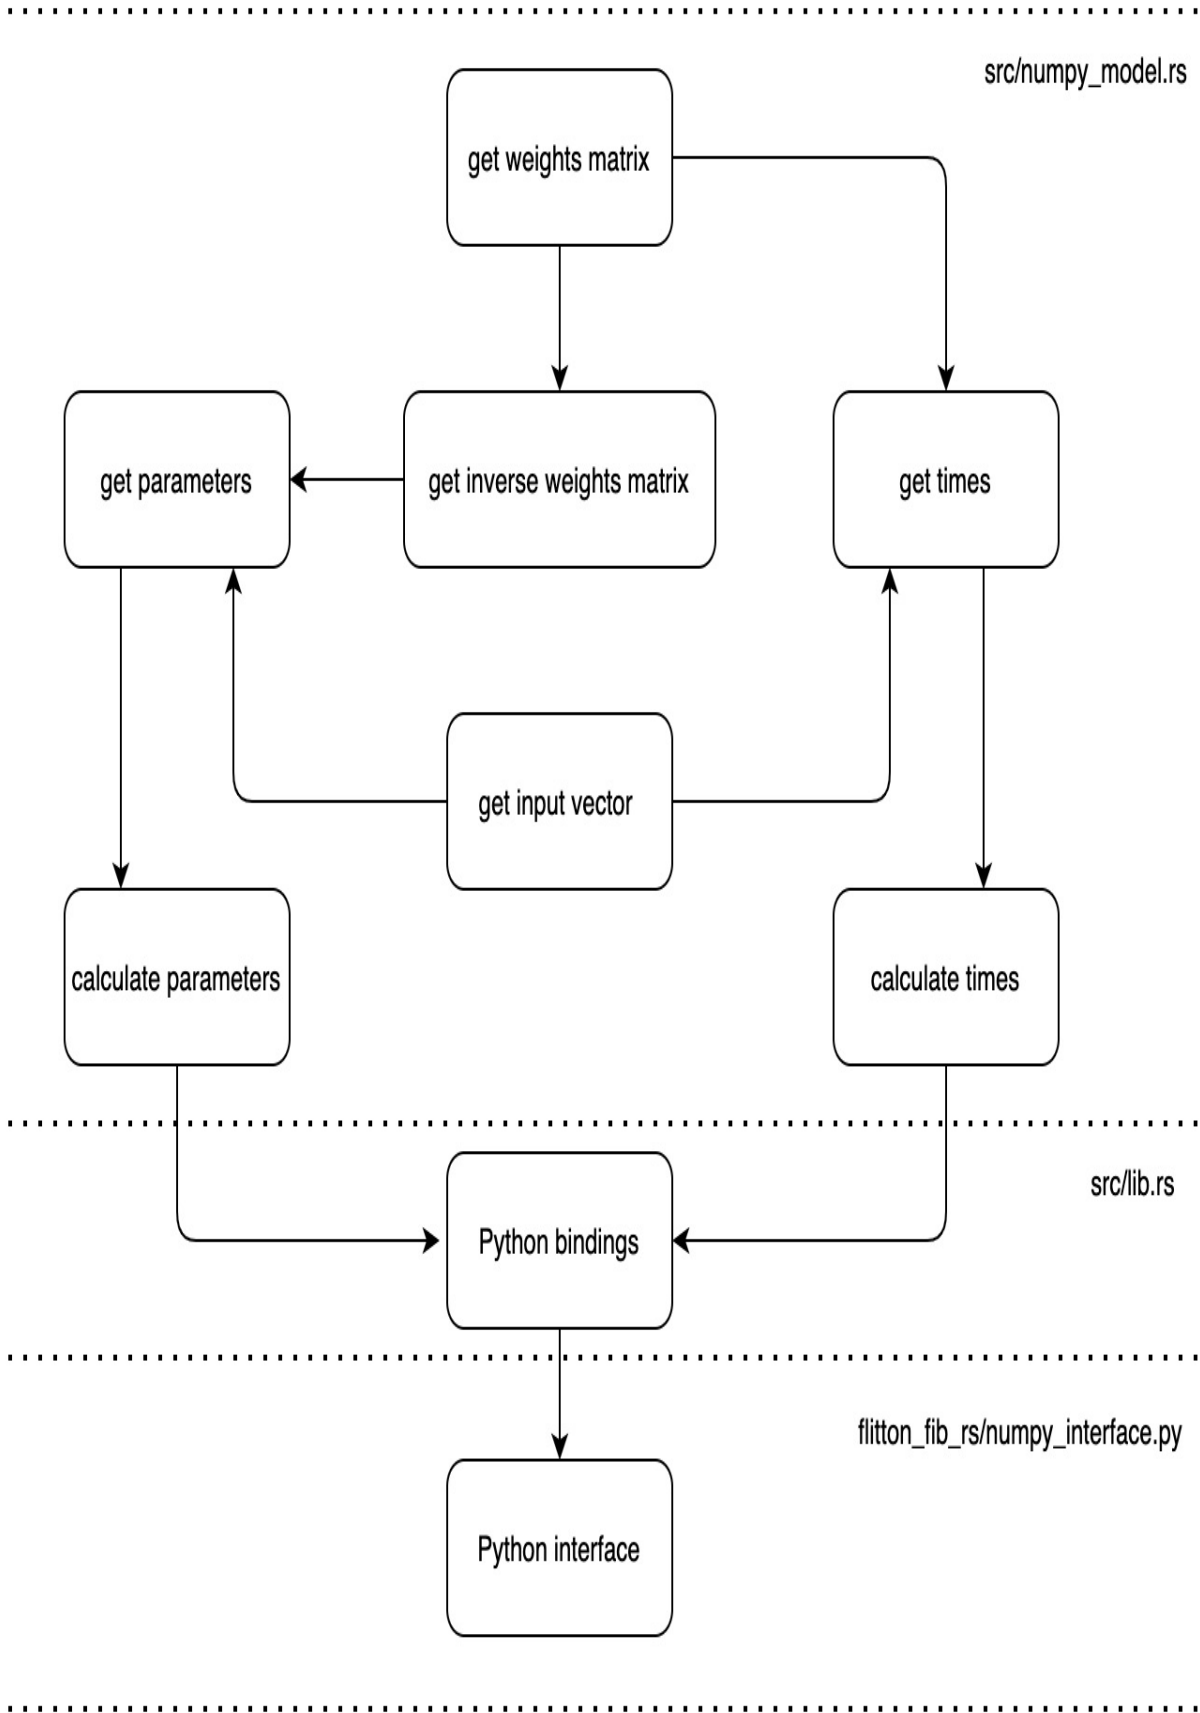 src/numpy_model.rs
get weights matrix
get parameters
get inverse weights matrix
get times
get input vector
calculate parameters
calculate times
src/lib.rs
Python bindings
flitton_fib_rs/numpy_interface.py
Python interface